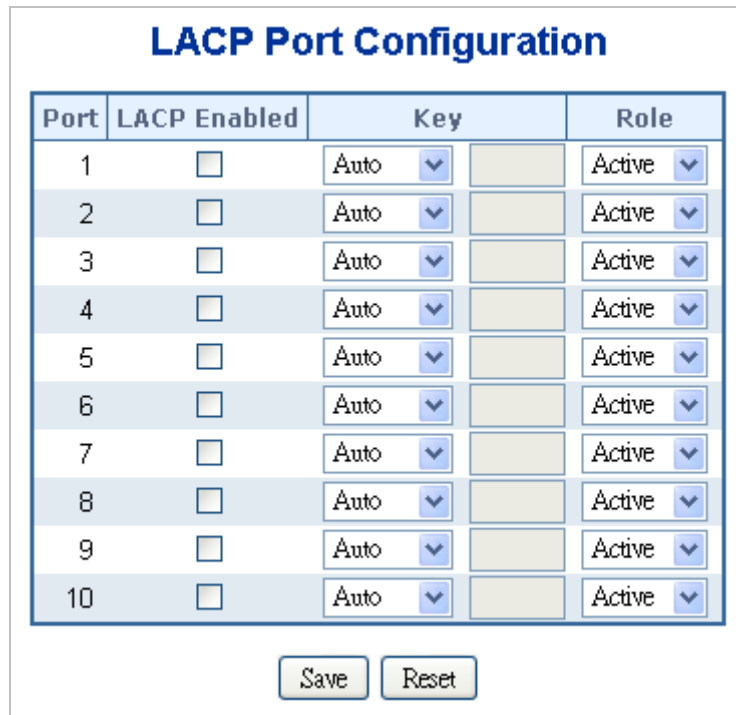 LACP Port Configuration
Port LACP Enabled Key Role
1 Auto Active
2 Auto Active
3 Auto Active
4 Auto Active
5 Auto Active
6 Auto Active
7 Auto Active
8 Auto Active
9 Auto Active
10 Auto Active
Save Reset